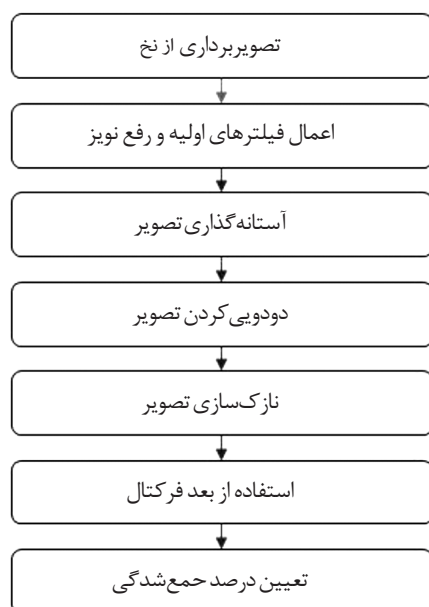 تصویربرداری از نخ
اعمال فیلترهای اولیه و رفع نویز
آستانه‌گذاری تصویر
دودویی‌کردن تصویر
نازک‌سازی تصویر
استفاده از بعد فرکتال
تعیین درصد حمع‌شدگی